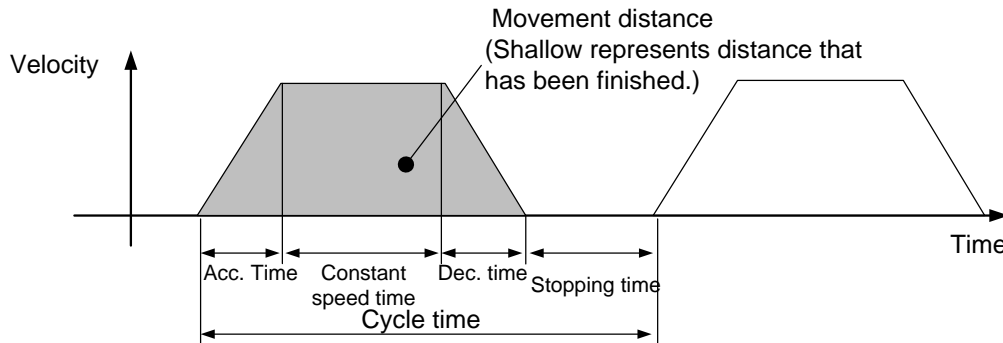 Movement distance
(Shallow represents distance that
has been finished.)
Velocity
Time
Acc. Time
Constant
speed time
Dec. time
Stopping time
Cycle time